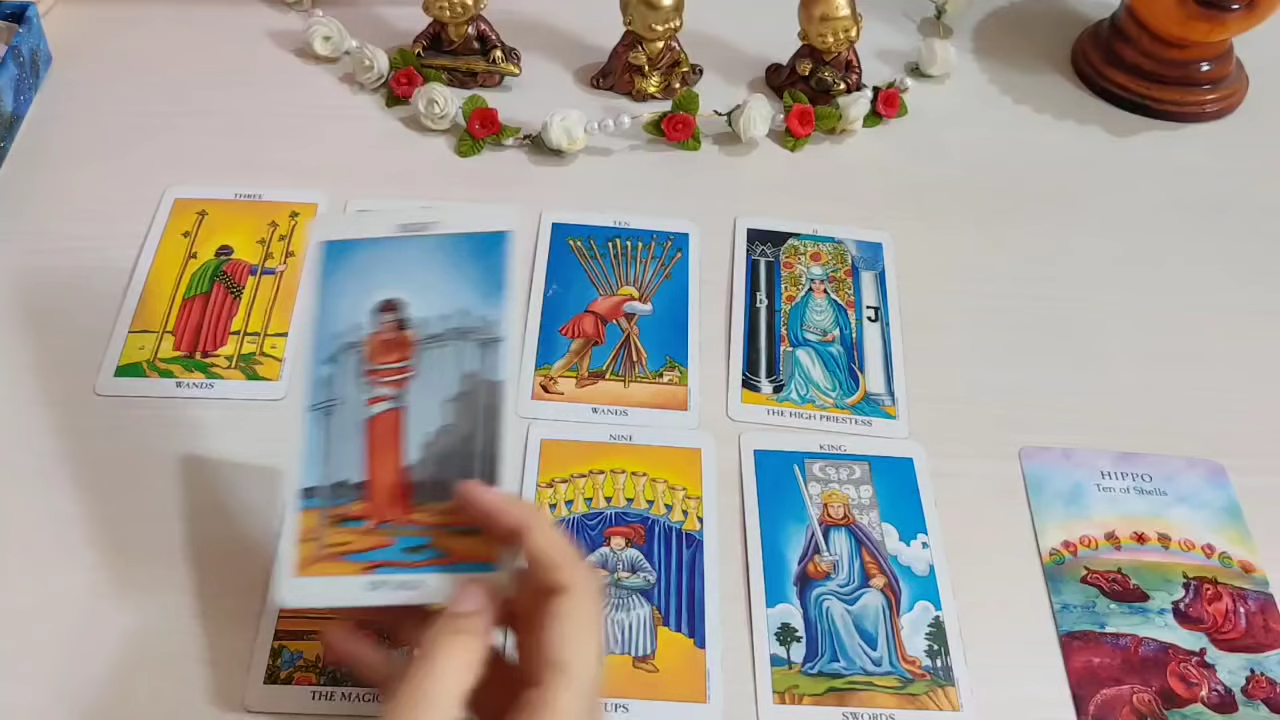 THREE
WANDS
TEN
WANDS
II
B
J
THE HIGH PRIESTESS
NINE
UPS
KING
SWORDS
THE MAGIC
HIPPO
Ten of Shells